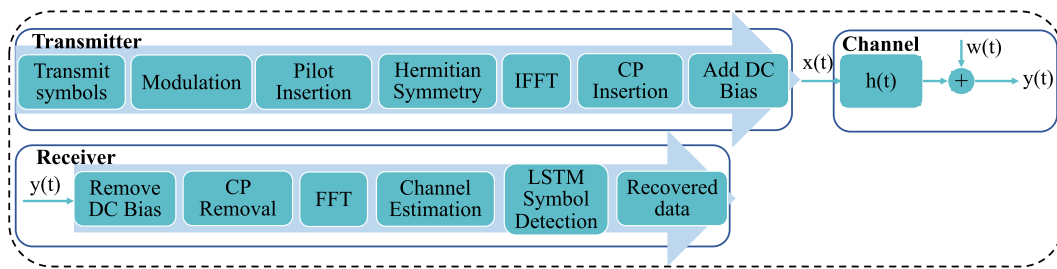 Transmitter
Transmit
symbols
Modulation
Pilot
Insertion
Hermitian
Symmetry
IFFT
CP
Insertion
Add DC
Bias
x(t)
Channel
h(t)
w(t)
+
y(t)
Receiver
y(t)
Remove
DC Bias
CP
Removal
FFT
Channel
Estimation
LSTM
Symbol
Detection
Recovered
data